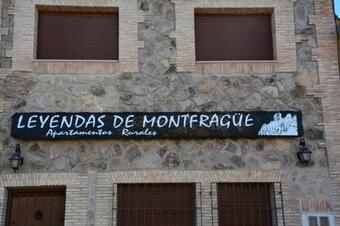 LEYENDAS DE MONTFRAGÜE
Apartamentos Rurales